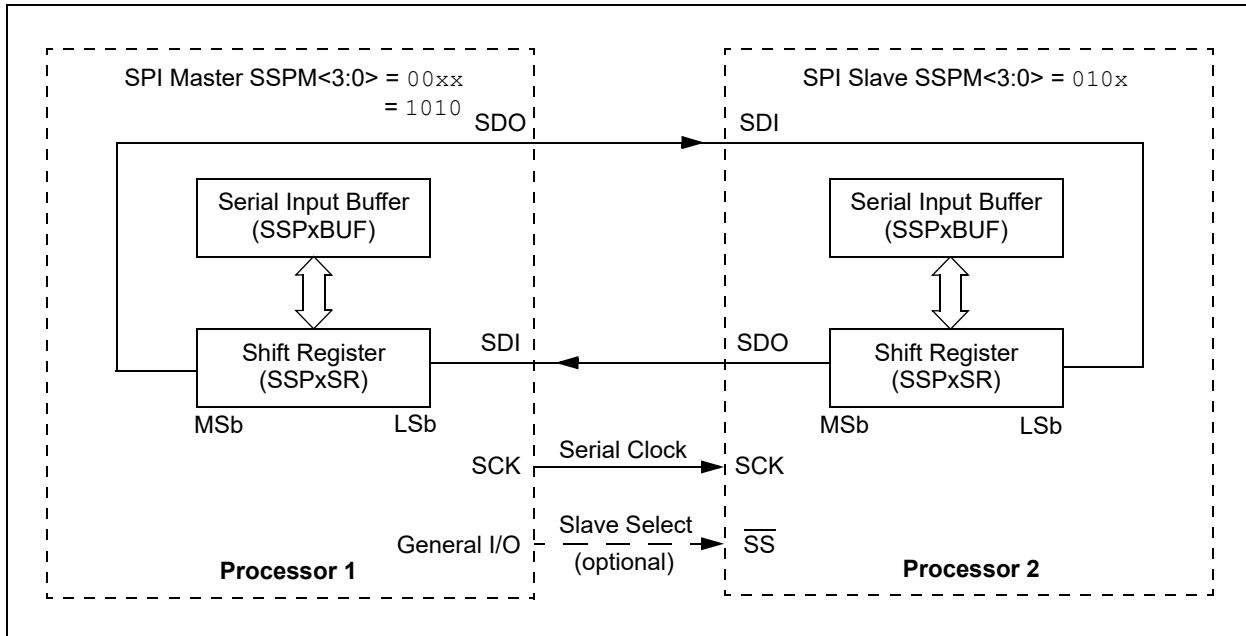 SPI Master SSPM<3:0> = 00xx
= 1010
SPI Slave SSPM<3:0> = 010x
SDO
SDI
Serial Input Buffer
(SSPxBUF)
Serial Input Buffer
(SSPxBUF)
Shift Register
(SSPxSR)
SDI
SDO
Shift Register
(SSPxSR)
MSb
LSb
MSb
LSb
SCK
Serial Clock
SCK
General I/O
Slave Select
(optional)
S̅S̅
Processor 1
Processor 2